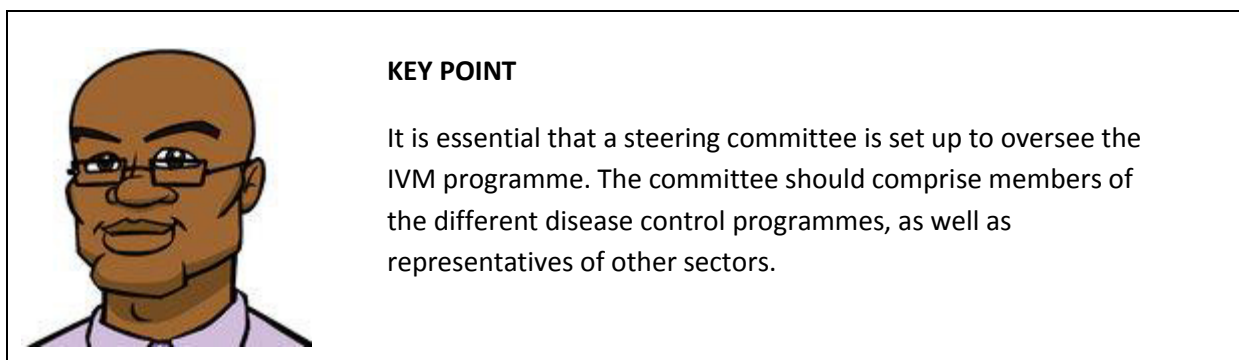 KEY POINT
It is essential that a steering committee is set up to oversee the
IVM programme. The committee should comprise members of
the different disease control programmes, as well as
representatives of other sectors.